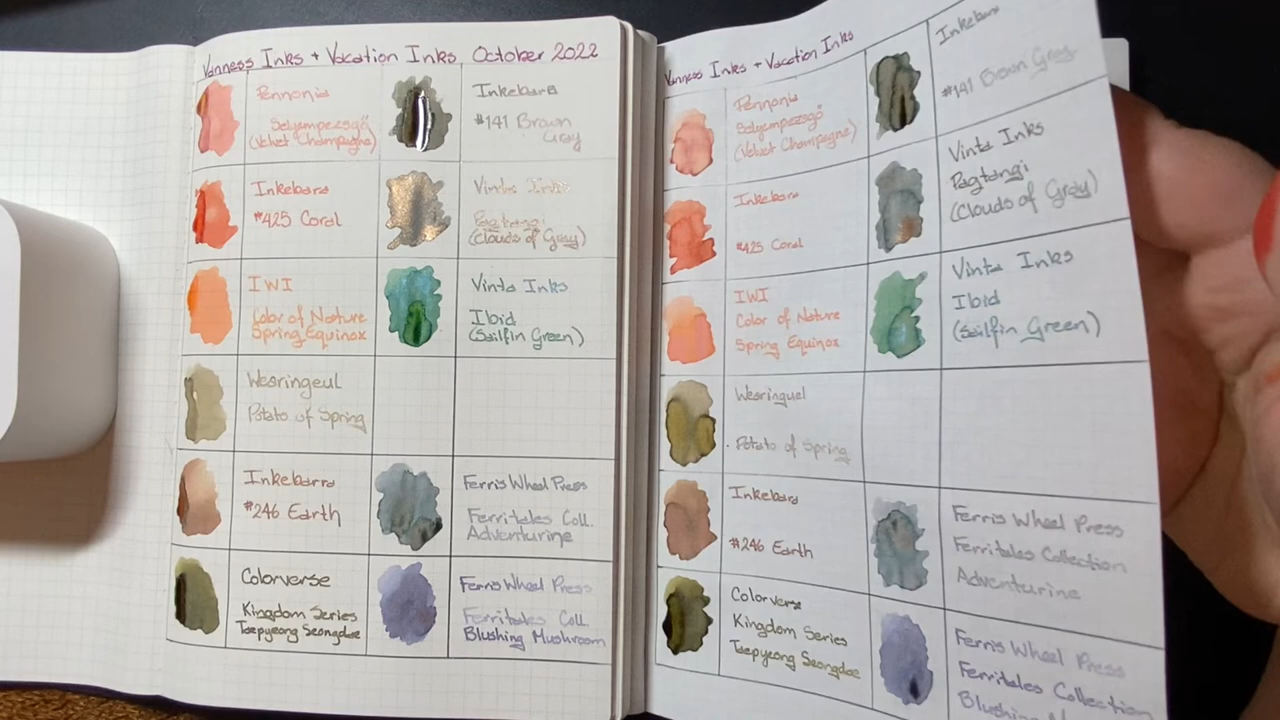 Vanness Inks + Vacation Inks, October 2022
Pennonia
Selyempezsgő
(Velvet Champagne)
Inkebara
#141 Brown
Gray
Inkebara
#425 Coral
Vinta Inks
Pagtangi
(Clouds of Gray)
IWI
Color of Nature
Spring Equinox
Vinta Inks
Ibid
(Sailfin Green)
Wearingeul
Potato of Spring
Inkebarra
#246 Earth
Ferris Wheel Press
Ferritales Coll.
Adventurine
Colorverse
Kingdom Series
Taepyeong Seongdae
Ferris Wheel Press
Ferritales Coll
Blushing Mushroom
Vanness Inks + Vacation Inks
Pennonia
Selyempezsgő
(Velvet Champagne)
Inkebara
#141 Brown Gray
Inkebara
#425 Coral
Vinta Inks
Pagtangi
(Clouds of Gray)
IWI
Color of Nature
Spring Equinox
Vinta Inks
Ibid
(Sailfin Green)
Wearinguel
Potato of Spring
Inkebara
#246 Earth
Ferris Wheel Press
Ferritales Collection
Adventurine
Colorverse
Kingdom Series
Taepyeong Seongdae
Ferris Wheel Press
Ferritales Collection